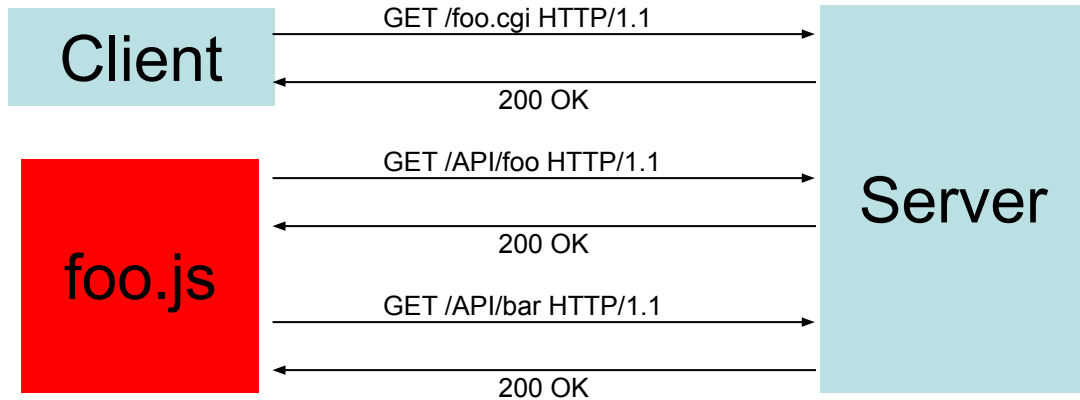 GET /foo.cgi HTTP/1.1
Client
200 OK
GET /API/foo HTTP/1.1
Server
200 OK
foo.js
GET /API/bar HTTP/1.1
200 OK